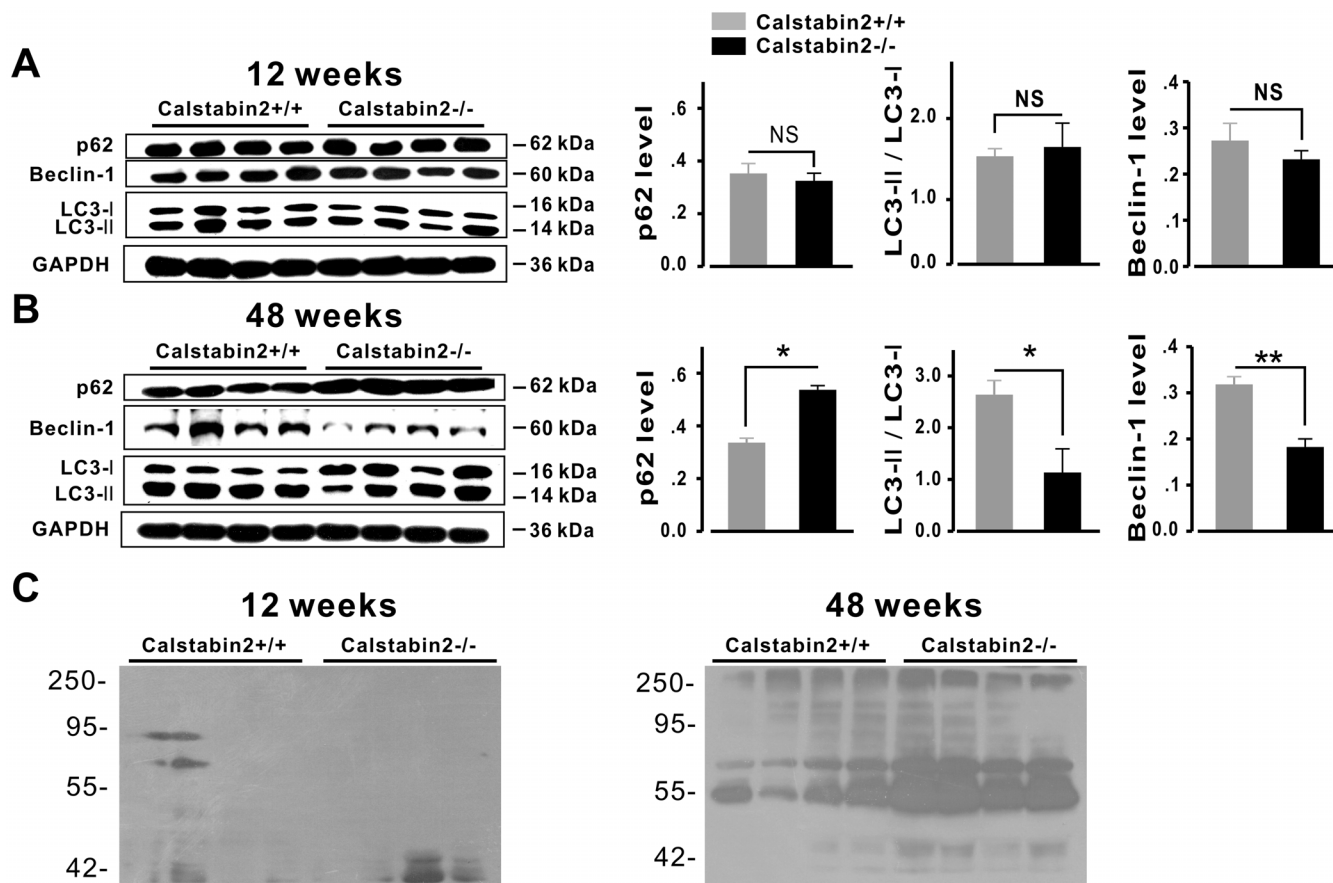 Calstabin2+/+
Calstabin2-/-
A
12 weeks
Calstabin2+/+ Calstabin2-/-
p62
Beclin-1
LC3-I
LC3-II
GAPDH
62 kDa
60 kDa
16 kDa
14 kDa
36 kDa
p62 level
.6
.4
.2
0.0
NS
LC3-II / LC3-I
2.0
1.0
0.0
NS
Beclin-1 level
.4
.3
.2
.1
0.0
NS
B
48 weeks
Calstabin2+/+ Calstabin2-/-
p62
Beclin-1
LC3-I
LC3-II
GAPDH
62 kDa
60 kDa
16 kDa
14 kDa
36 kDa
p62 level
.6
.4
.2
0.0
*
LC3-II / LC3-I
3.0
2.0
1.0
0.0
*
Beclin-1 level
.4
.3
.2
.1
0.0
**
C
12 weeks
Calstabin2+/+ Calstabin2-/-
250-
95-
55-
42-
48 weeks
Calstabin2+/+ Calstabin2-/-
250-
95-
55-
42-